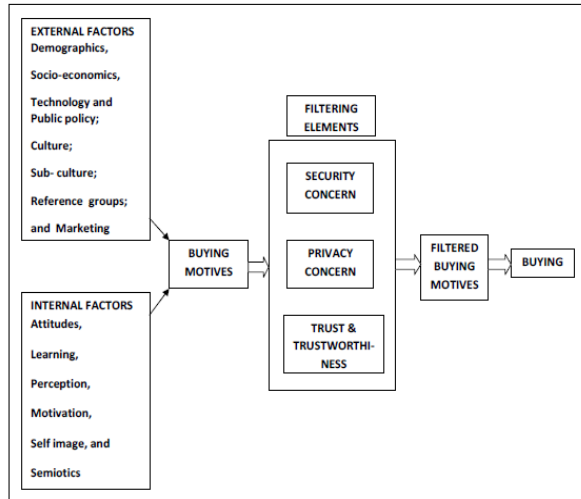 EXTERNAL FACTORS
Demographics,
Socio-economics,
Technology and
Public policy;
Culture;
Sub- culture;
Reference groups;
and Marketing
INTERNAL FACTORS
Attitudes,
Learning,
Perception,
Motivation,
Self image, and
Semiotics
BUYING
MOTIVES
FILTERING
ELEMENTS
SECURITY
CONCERN
PRIVACY
CONCERN
TRUST &
TRUSTWORTHI-
NESS
FILTERED
BUYING
MOTIVES
BUYING